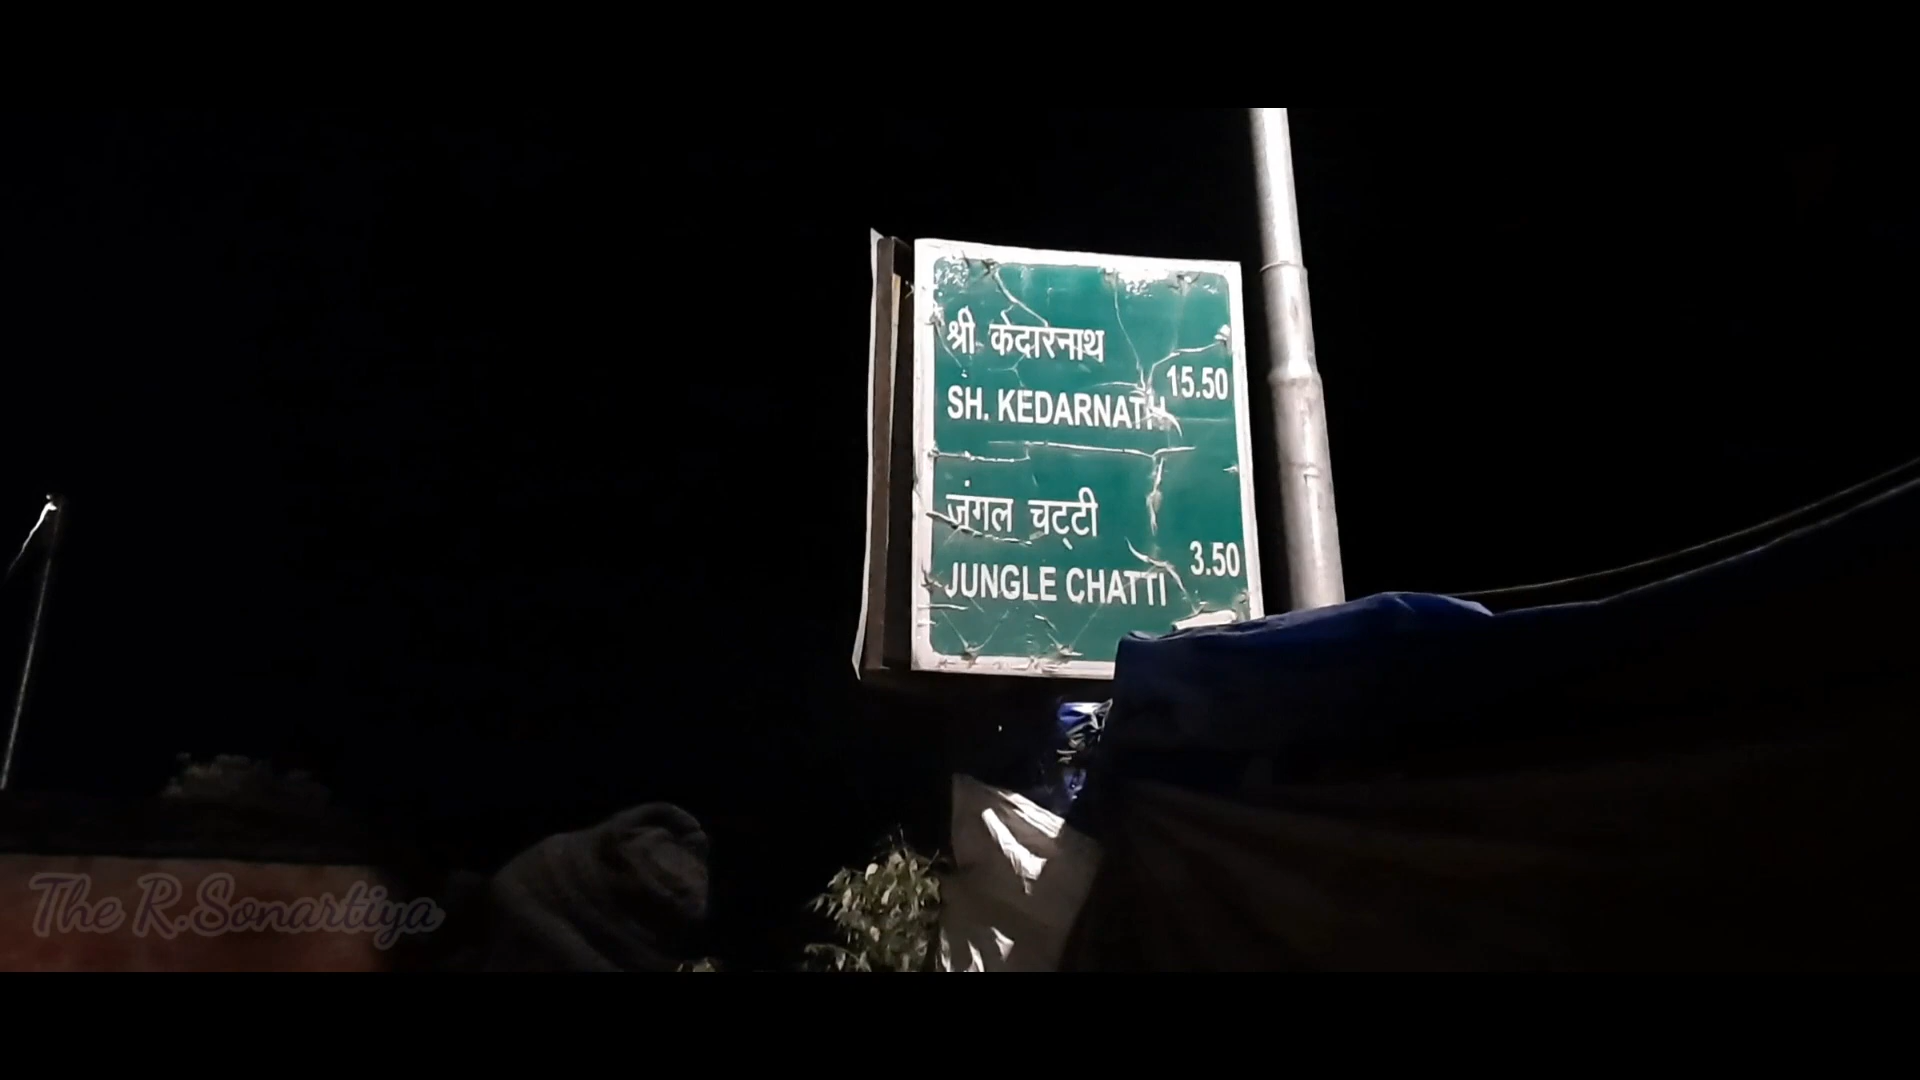 श्री केदारनाथ
15.50
SH. KEDARNATH
जंगल चट्टी
3.50
JUNGLE CHATTI
The R.Sonartiya